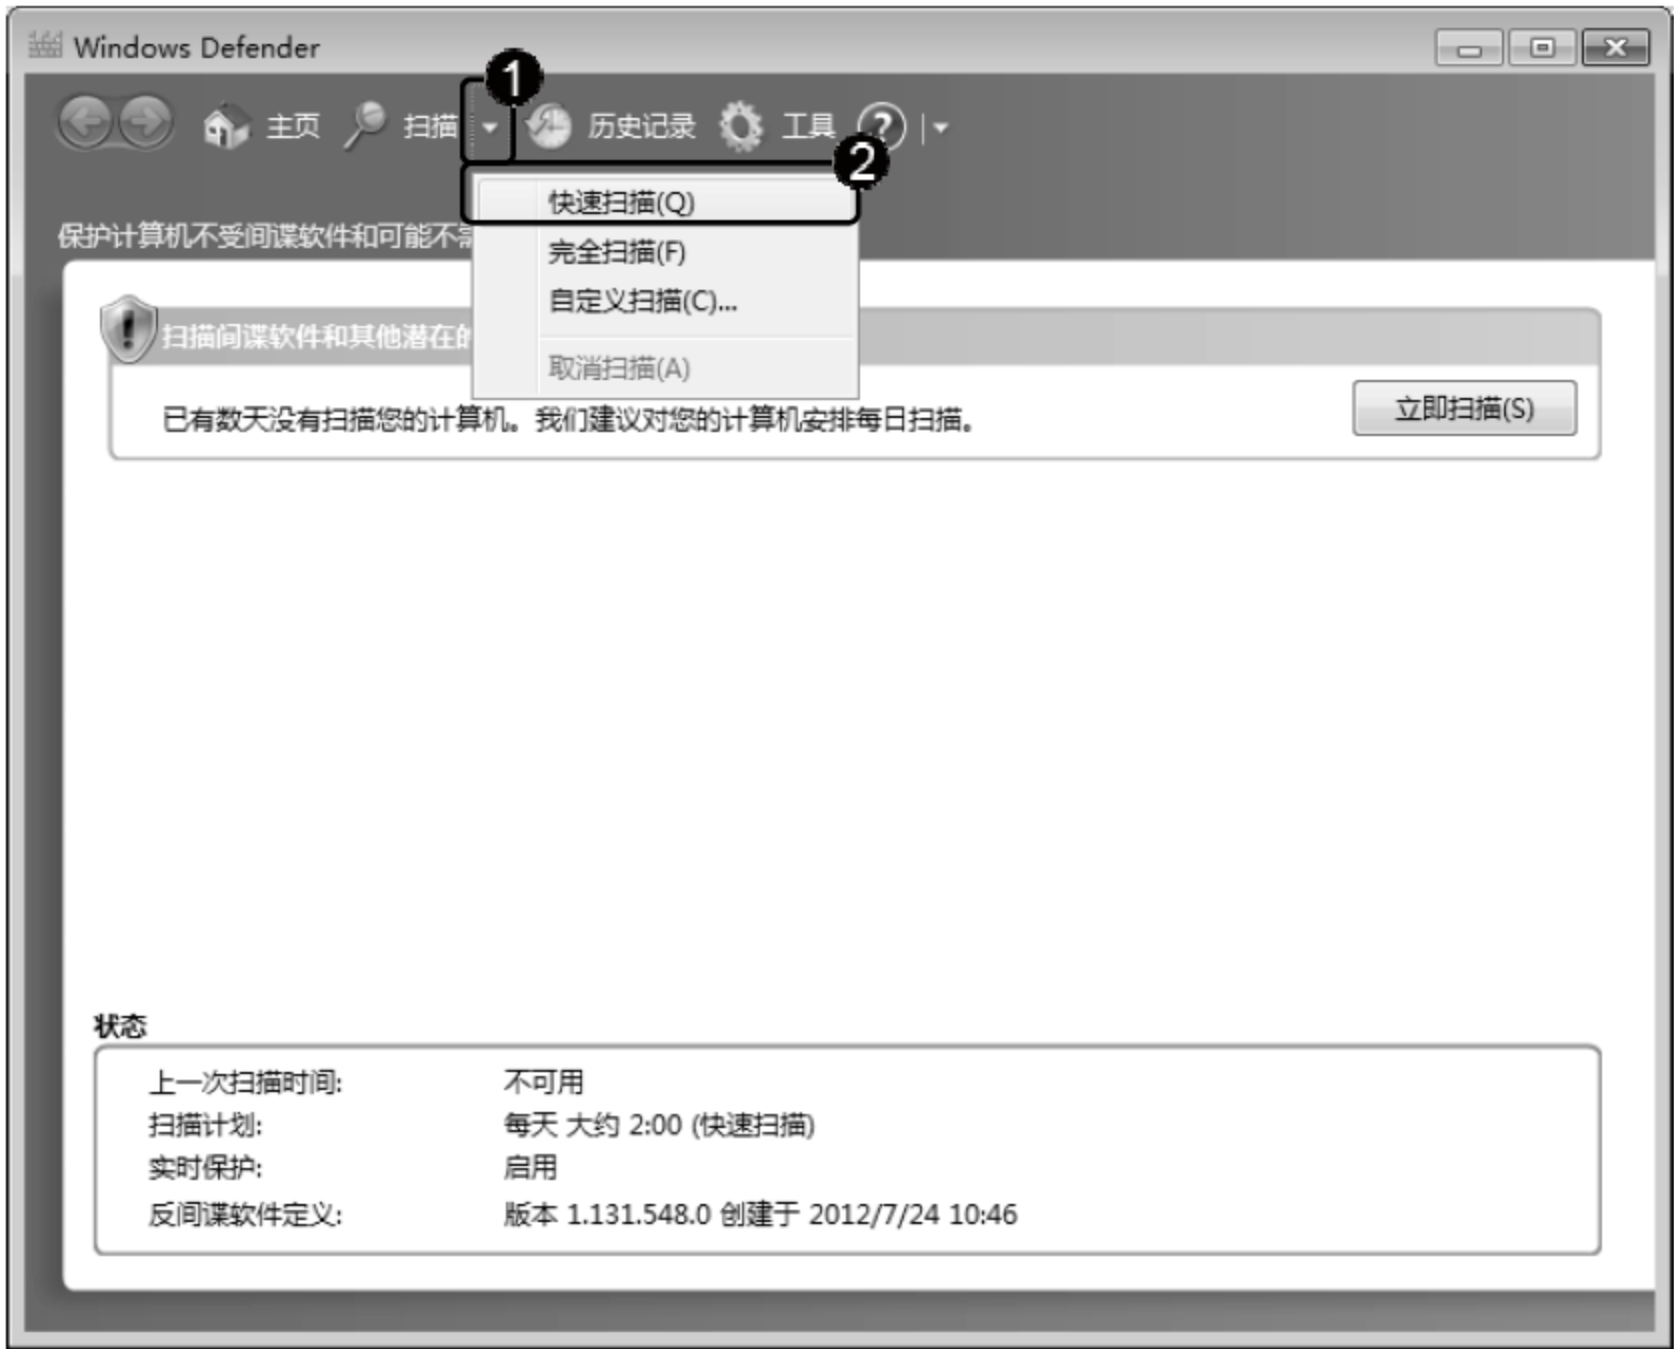 Windows Defender
1
主页 扫描 历史记录 工具 ?
2
快速扫描(Q)
保护计算机不受间谍软件和可能不
完全扫描(F)
自定义扫描(C)...
扫描间谍软件和其他潜在的
取消扫描(A)
已有数天没有扫描您的计算机。我们建议对您的计算机安排每日扫描。
立即扫描(S)
状态
上一次扫描时间: 不可用
扫描计划: 每天 大约 2:00 (快速扫描)
实时保护: 启用
反间谍软件定义: 版本 1.131.548.0 创建于 2012/7/24 10:46